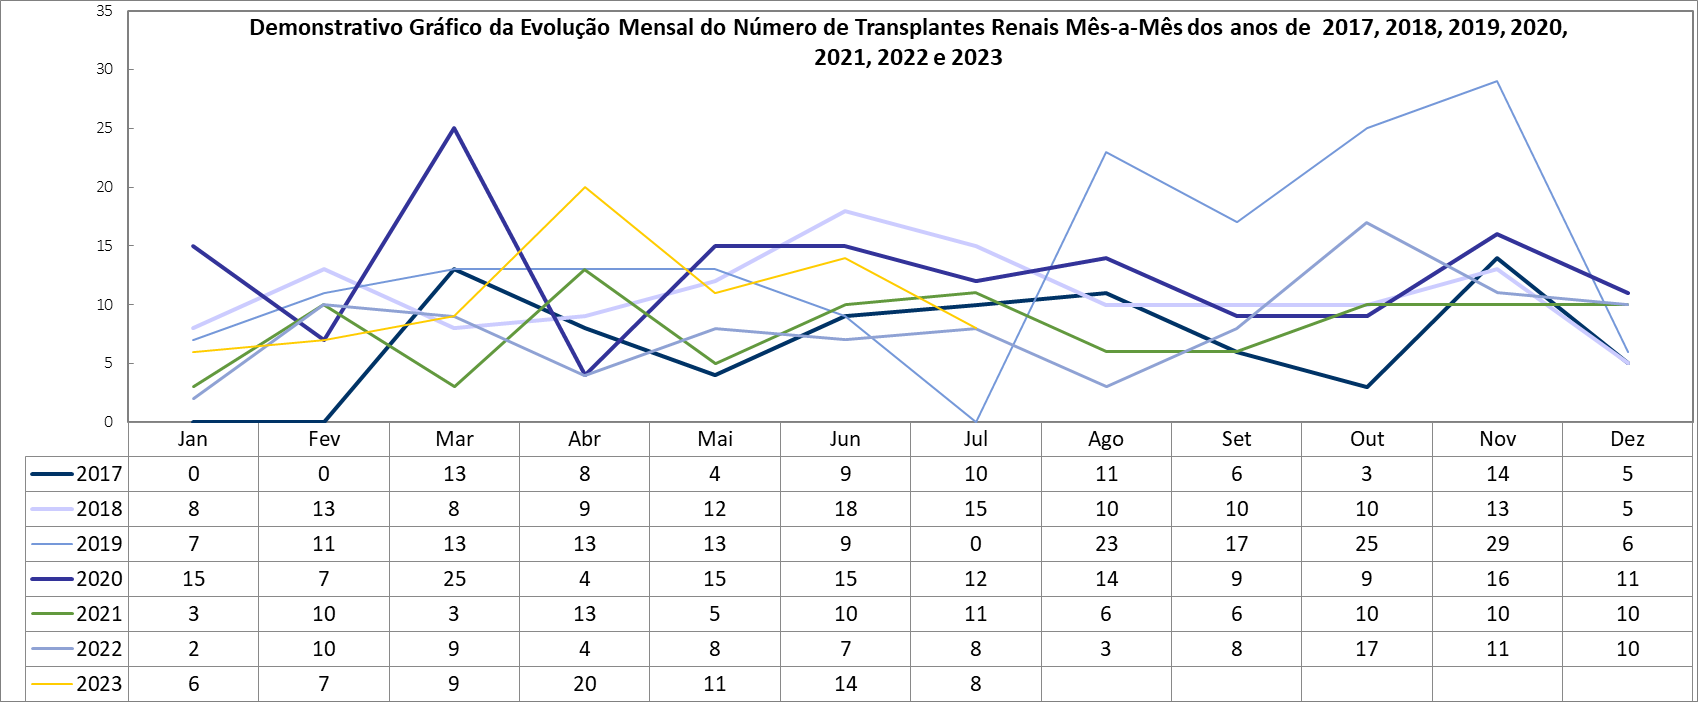 Demonstrativo Gráfico da Evolução Mensal do Número de Transplantes Renais Mês-a-Mês dos anos de 2017, 2018, 2019, 2020,
2021, 2022 e 2023
35
30
25
20
15
10
5
0
Jan Fev Mar Abr Mai Jun Jul Ago Set Out Nov Dez
2017 0 0 13 8 4 9 10 11 6 3 14 5
2018 8 13 8 9 12 18 15 10 10 10 13 5
2019 7 11 13 13 13 9 0 23 17 25 29 6
2020 15 7 25 4 15 15 12 14 9 9 16 11
2021 3 10 3 13 5 10 11 6 6 10 10 10
2022 2 10 9 4 8 7 8 3 8 17 11 10
2023 6 7 9 20 11 14 8